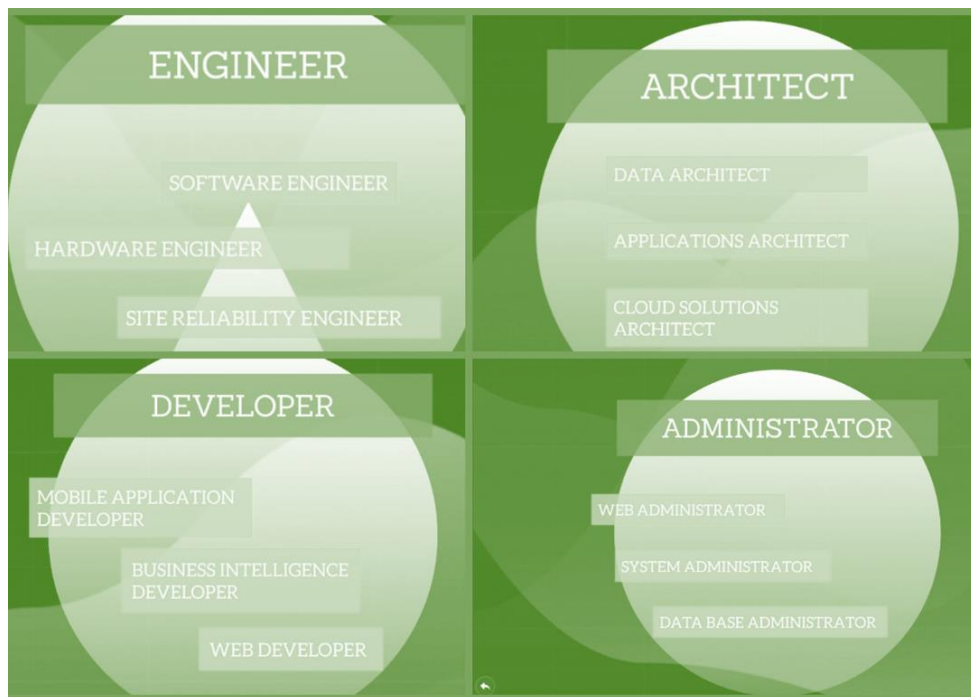 ENGINEER
SOFTWARE ENGINEER
HARDWARE ENGINEER
SITE RELIABILITY ENGINEER
ARCHITECT
DATA ARCHITECT
APPLICATIONS ARCHITECT
CLOUD SOLUTIONS
ARCHITECT
DEVELOPER
MOBILE APPLICATION
DEVELOPER
BUSINESS INTELLIGENCE
DEVELOPER
WEB DEVELOPER
ADMINISTRATOR
WEB ADMINISTRATOR
SYSTEM ADMINISTRATOR
DATA BASE ADMINISTRATOR